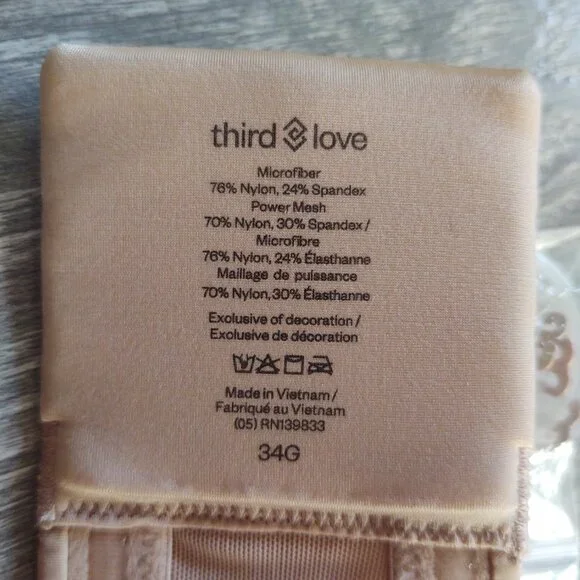 third love
Microfiber
76% Nylon, 24% Spandex
Power Mesh
70% Nylon, 30% Spandex /
Microfibre
76% Nylon, 24% Élasthanne
Maillage de puissance
70% Nylon, 30% Élasthanne
Exclusive of decoration /
Exclusive de décoration
Made in Vietnam /
Fabriqué au Vietnam
(05) RN139833
34G